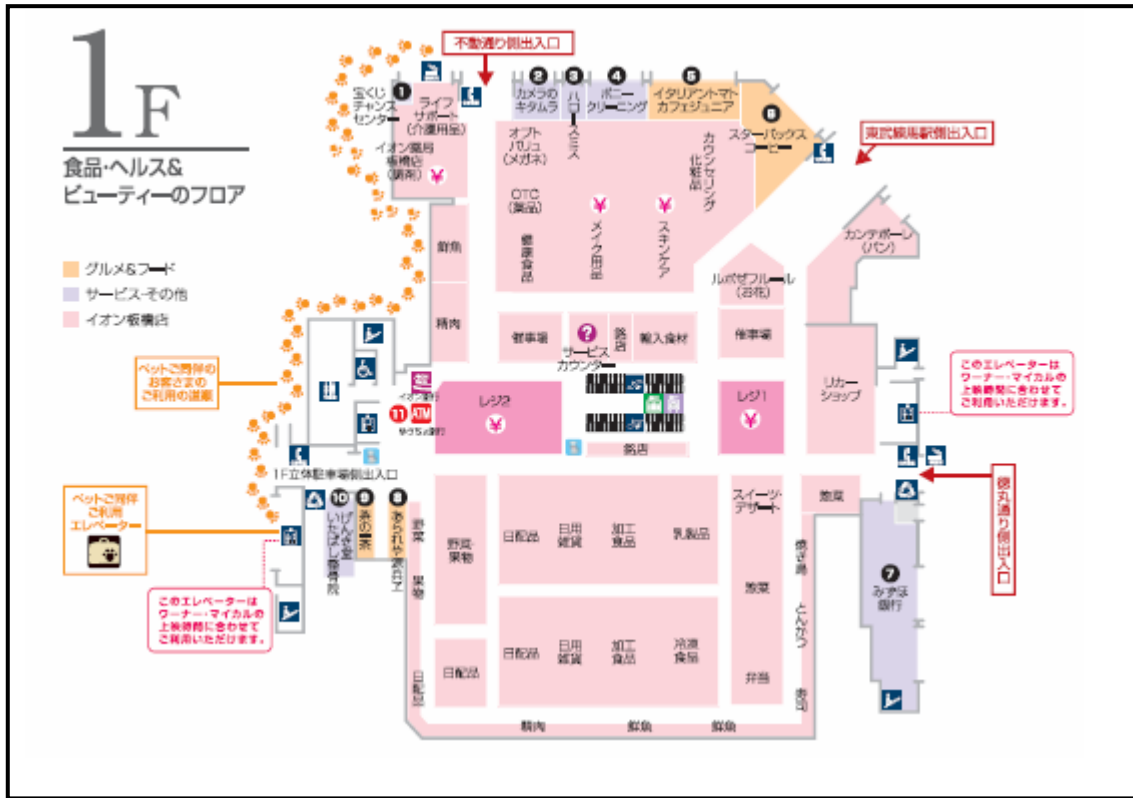 1F
食品・ヘルス&
ビューティーのフロア
グルメ&フード
サービス・その他
イオン板橋店
不動通り側出入口
東武練馬駅側出入口
徳丸通り側出入口
1F立体駐車場側出入口
1
宝くじ
チャンス
センター
ライフ
サポート
(介護用品)
イオン薬局
板橋店
(調剤)
¥
2
カメラの
キタムラ
3
ハロースミス
4
ポニー
クリーニング
5
イタリアントマト
カフェジュニア
6
スターバックス
コーヒー
オプト
バリュ
(メガネ)
OTC
(薬品)
健康食品
¥
メイク用品
¥
スキンケア
カウンセリング
化粧品
カンテボーレ
(パン)
鮮魚
精肉
ルポゼフルール
(お花)
催事場
?
サービス
カウンター
銘店
輸入食材
催事場
リカー
ショップ
ペットご同伴の
お客さまの
ご利用の道順
このエレベーターは
ワーナー・マイカルの
上映時間に合わせて
ご利用いただけます。
イオン銀行
11
ATM
ゆうちょ銀行
レジ2
¥
レジ1
¥
銘店
ペットご同伴
ご利用
エレベーター
このエレベーターは
ワーナー・マイカルの
上映時間に合わせて
ご利用いただけます。
10
げんき堂
いたばし整骨院
9
8
あられや
野菜
果物
日配品
野菜・
果物
日配品
日配品
日用
雑貨
加工
食品
乳製品
日配品
日用
雑貨
加工
食品
冷凍
食品
スイーツ・
デザート
惣菜
弁当
惣菜
焼き鳥
とんかつ
寿司
7
みずほ
銀行
精肉
鮮魚
鮮魚